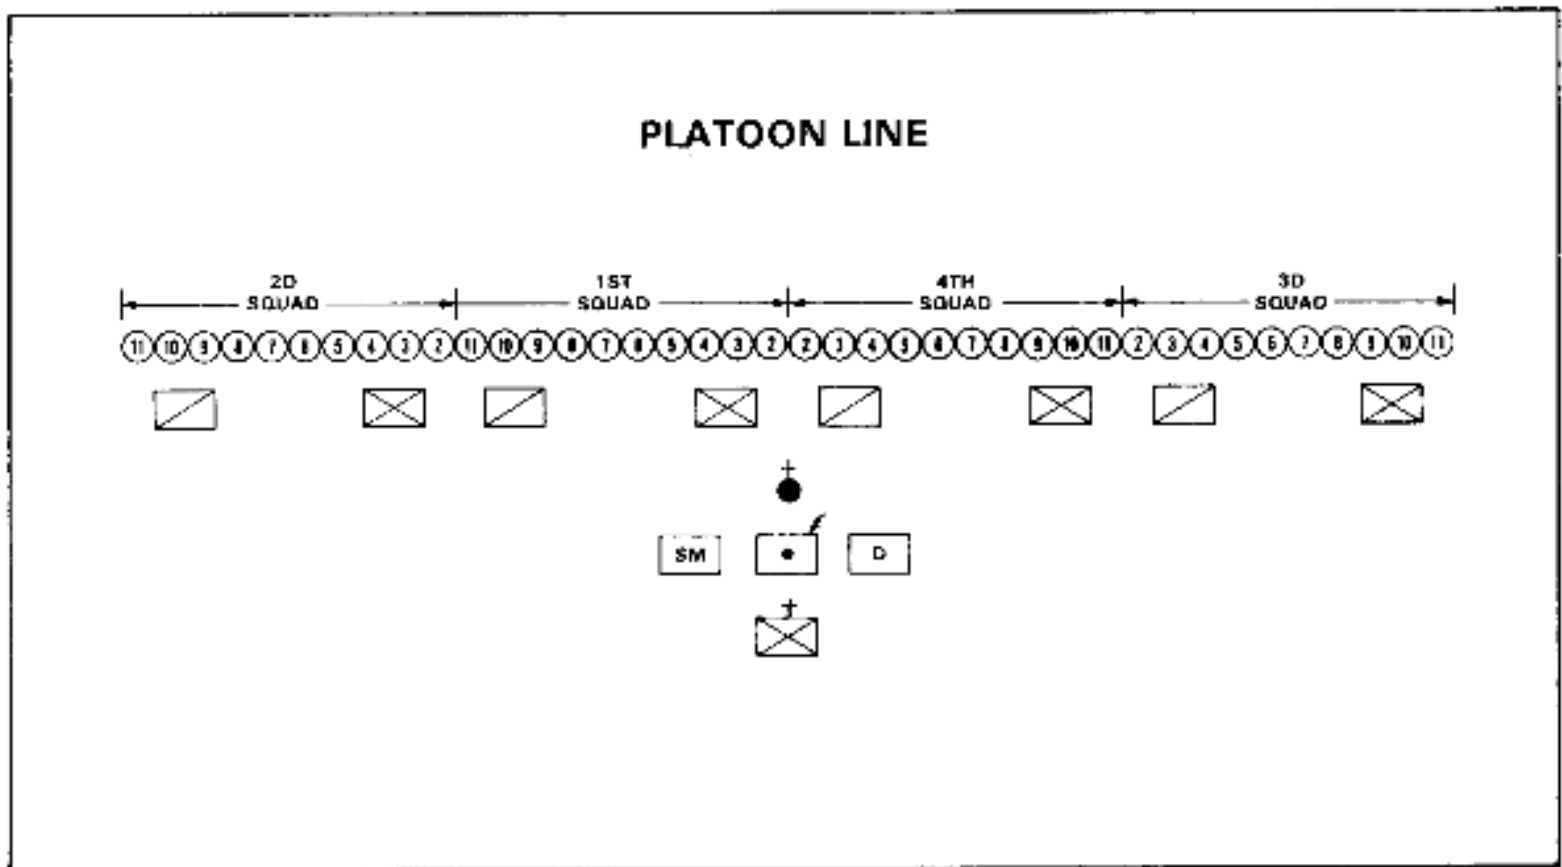 PLATOON LINE
2D SQUAD
1ST SQUAD
4TH SQUAD
3D SQUAD
11 10 9 8 7 6 5 4 3 2 11 10 9 8 7 6 5 4 3 2 2 3 4 5 6 7 8 9 10 11 2 3 4 5 6 7 8 9 10 11
SM
D